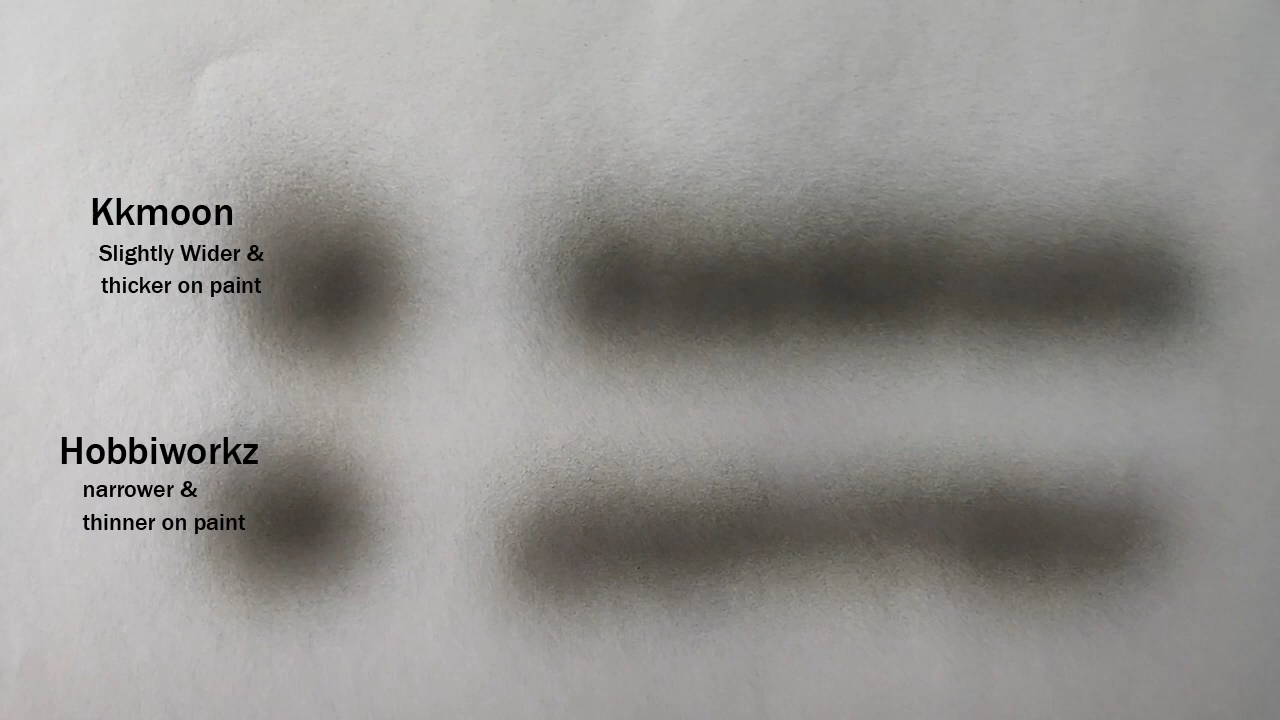 Kkmoon
Slightly Wider &
thicker on paint
Hobbiworkz
narrower &
thinner on paint